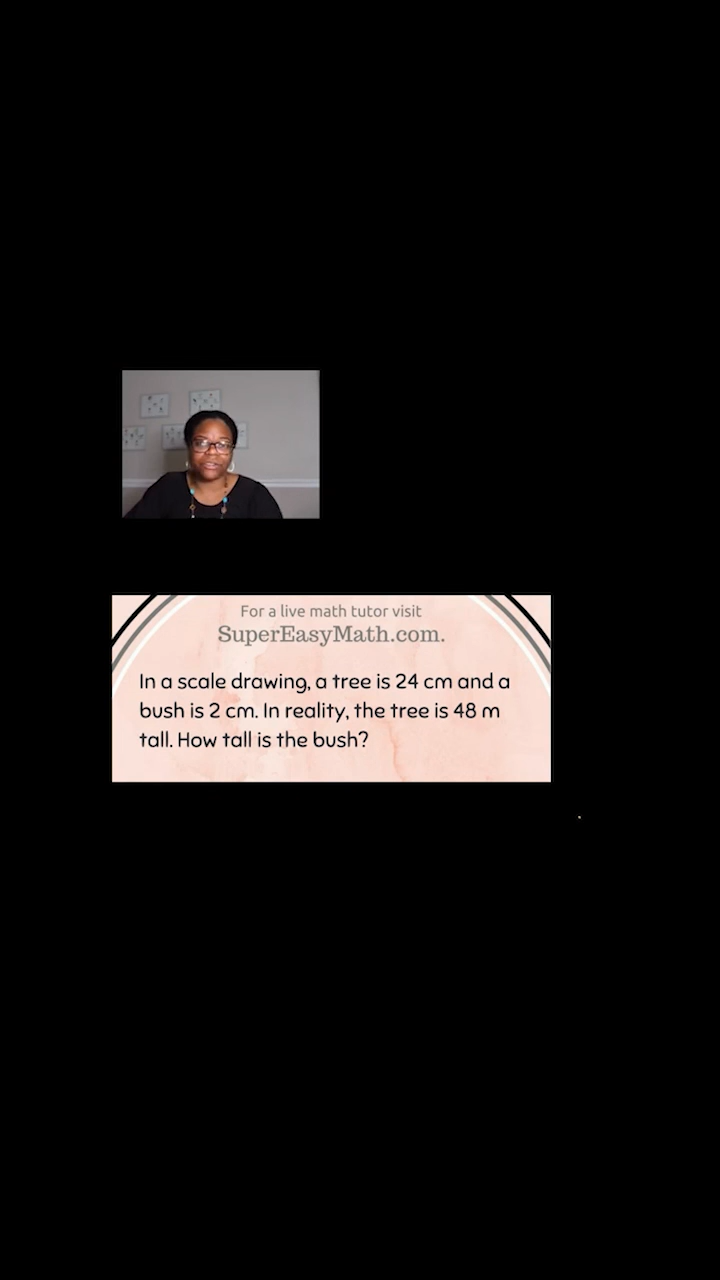 For a live math tutor visit
SuperEasyMath.com.
In a scale drawing, a tree is 24 cm and a
bush is 2 cm. In reality, the tree is 48 m
tall. How tall is the bush?